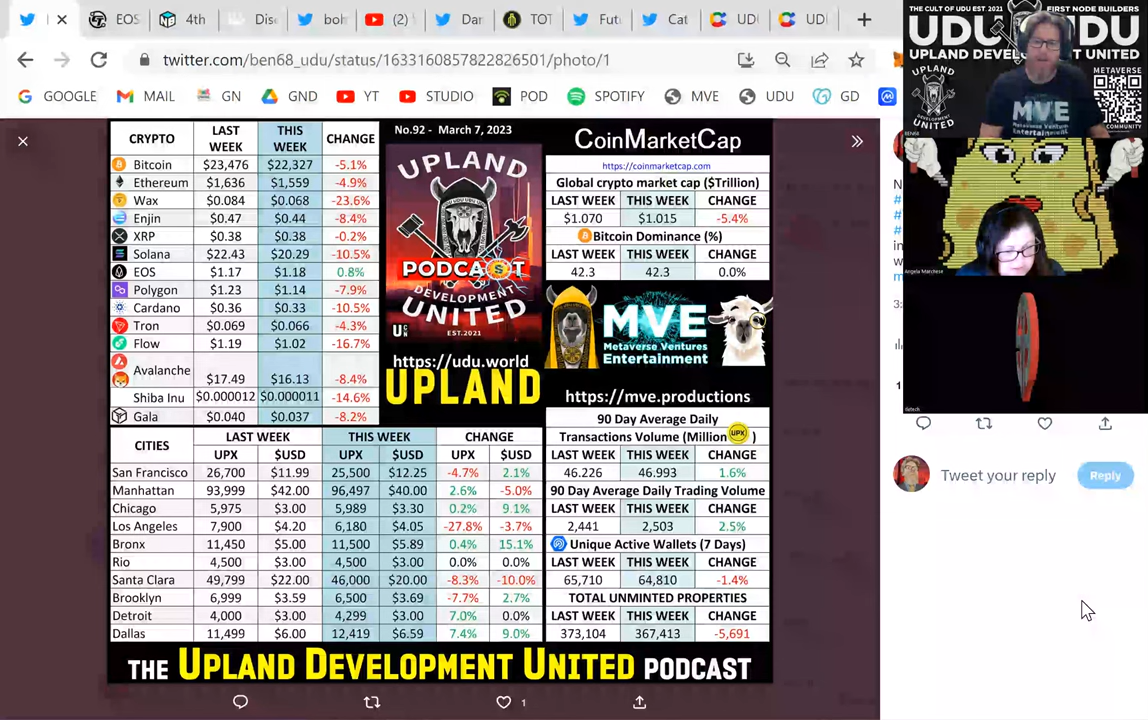 EOS
4th
Disc
bolt
(2)
Dan
TOT
Fut
Cat
UDU
UDU
twitter.com/ben68_udu/status/1633160857822826501/photo/1
GOOGLE MAIL GN GND YT STUDIO POD SPOTIFY MVE UDU GD
CRYPTO LAST WEEK THIS WEEK CHANGE
Bitcoin $23,476 $22,327 -5.1%
Ethereum $1,636 $1,559 -4.9%
Wax $0.084 $0.068 -23.6%
Enjin $0.47 $0.44 -8.4%
XRP $0.38 $0.38 -0.2%
Solana $22.43 $20.29 -10.5%
EOS $1.17 $1.18 0.8%
Polygon $1.23 $1.14 -7.9%
Cardano $0.36 $0.33 -10.5%
Tron $0.069 $0.066 -4.3%
Flow $1.19 $1.02 -16.7%
Avalanche $17.49 $16.13 -8.4%
Shiba Inu $0.000012 $0.000011 -14.6%
Gala $0.040 $0.037 -8.2%
No.92 - March 7, 2023
UPLAND
PODCAST
DEVELOPMENT
UNITED
EST.2021
https://udu.world
UPLAND
CoinMarketCap
https://coinmarketcap.com
Global crypto market cap ($Trillion)
LAST WEEK THIS WEEK CHANGE
$1.070 $1.015 -5.4%
Bitcoin Dominance (%)
LAST WEEK THIS WEEK CHANGE
42.3 42.3 0.0%
MVE
Metaverse Ventures
Entertainment
https://mve.productions
CITIES LAST WEEK THIS WEEK CHANGE
UPX $USD UPX $USD UPX $USD
San Francisco 26,700 $11.99 25,500 $12.25 -4.7% 2.1%
Manhattan 93,999 $42.00 96,497 $40.00 2.6% -5.0%
Chicago 5,975 $3.00 5,989 $3.30 0.2% 9.1%
Los Angeles 7,900 $4.20 6,180 $4.05 -27.8% -3.7%
Bronx 11,450 $5.00 11,500 $5.89 0.4% 15.1%
Rio 4,500 $3.00 4,500 $3.00 0.0% 0.0%
Santa Clara 49,799 $22.00 46,000 $20.00 -8.3% -10.0%
Brooklyn 6,999 $3.59 6,500 $3.69 -7.7% 2.7%
Detroit 4,000 $3.00 4,299 $3.00 7.0% 0.0%
Dallas 11,499 $6.00 12,419 $6.59 7.4% 9.0%
90 Day Average Daily
Transactions Volume (Million UPX )
LAST WEEK THIS WEEK CHANGE
46.226 46.993 1.6%
90 Day Average Daily Trading Volume
LAST WEEK THIS WEEK CHANGE
2,441 2,503 2.5%
Unique Active Wallets (7 Days)
LAST WEEK THIS WEEK CHANGE
65,710 64,810 -1.4%
TOTAL UNMINTED PROPERTIES
LAST WEEK THIS WEEK CHANGE
373,104 367,413 -5,691
THE UPLAND DEVELOPMENT UNITED PODCAST
1
THE CULT OF UDU EST 2021
FIRST NODE BUILDERS
UDU
UDU
UPLAND
UNITED
METAVERSE
COMMUNITY
MVE
Metaverse Ventures
Entertainment
Angela Marchese
Tweet your reply
Reply